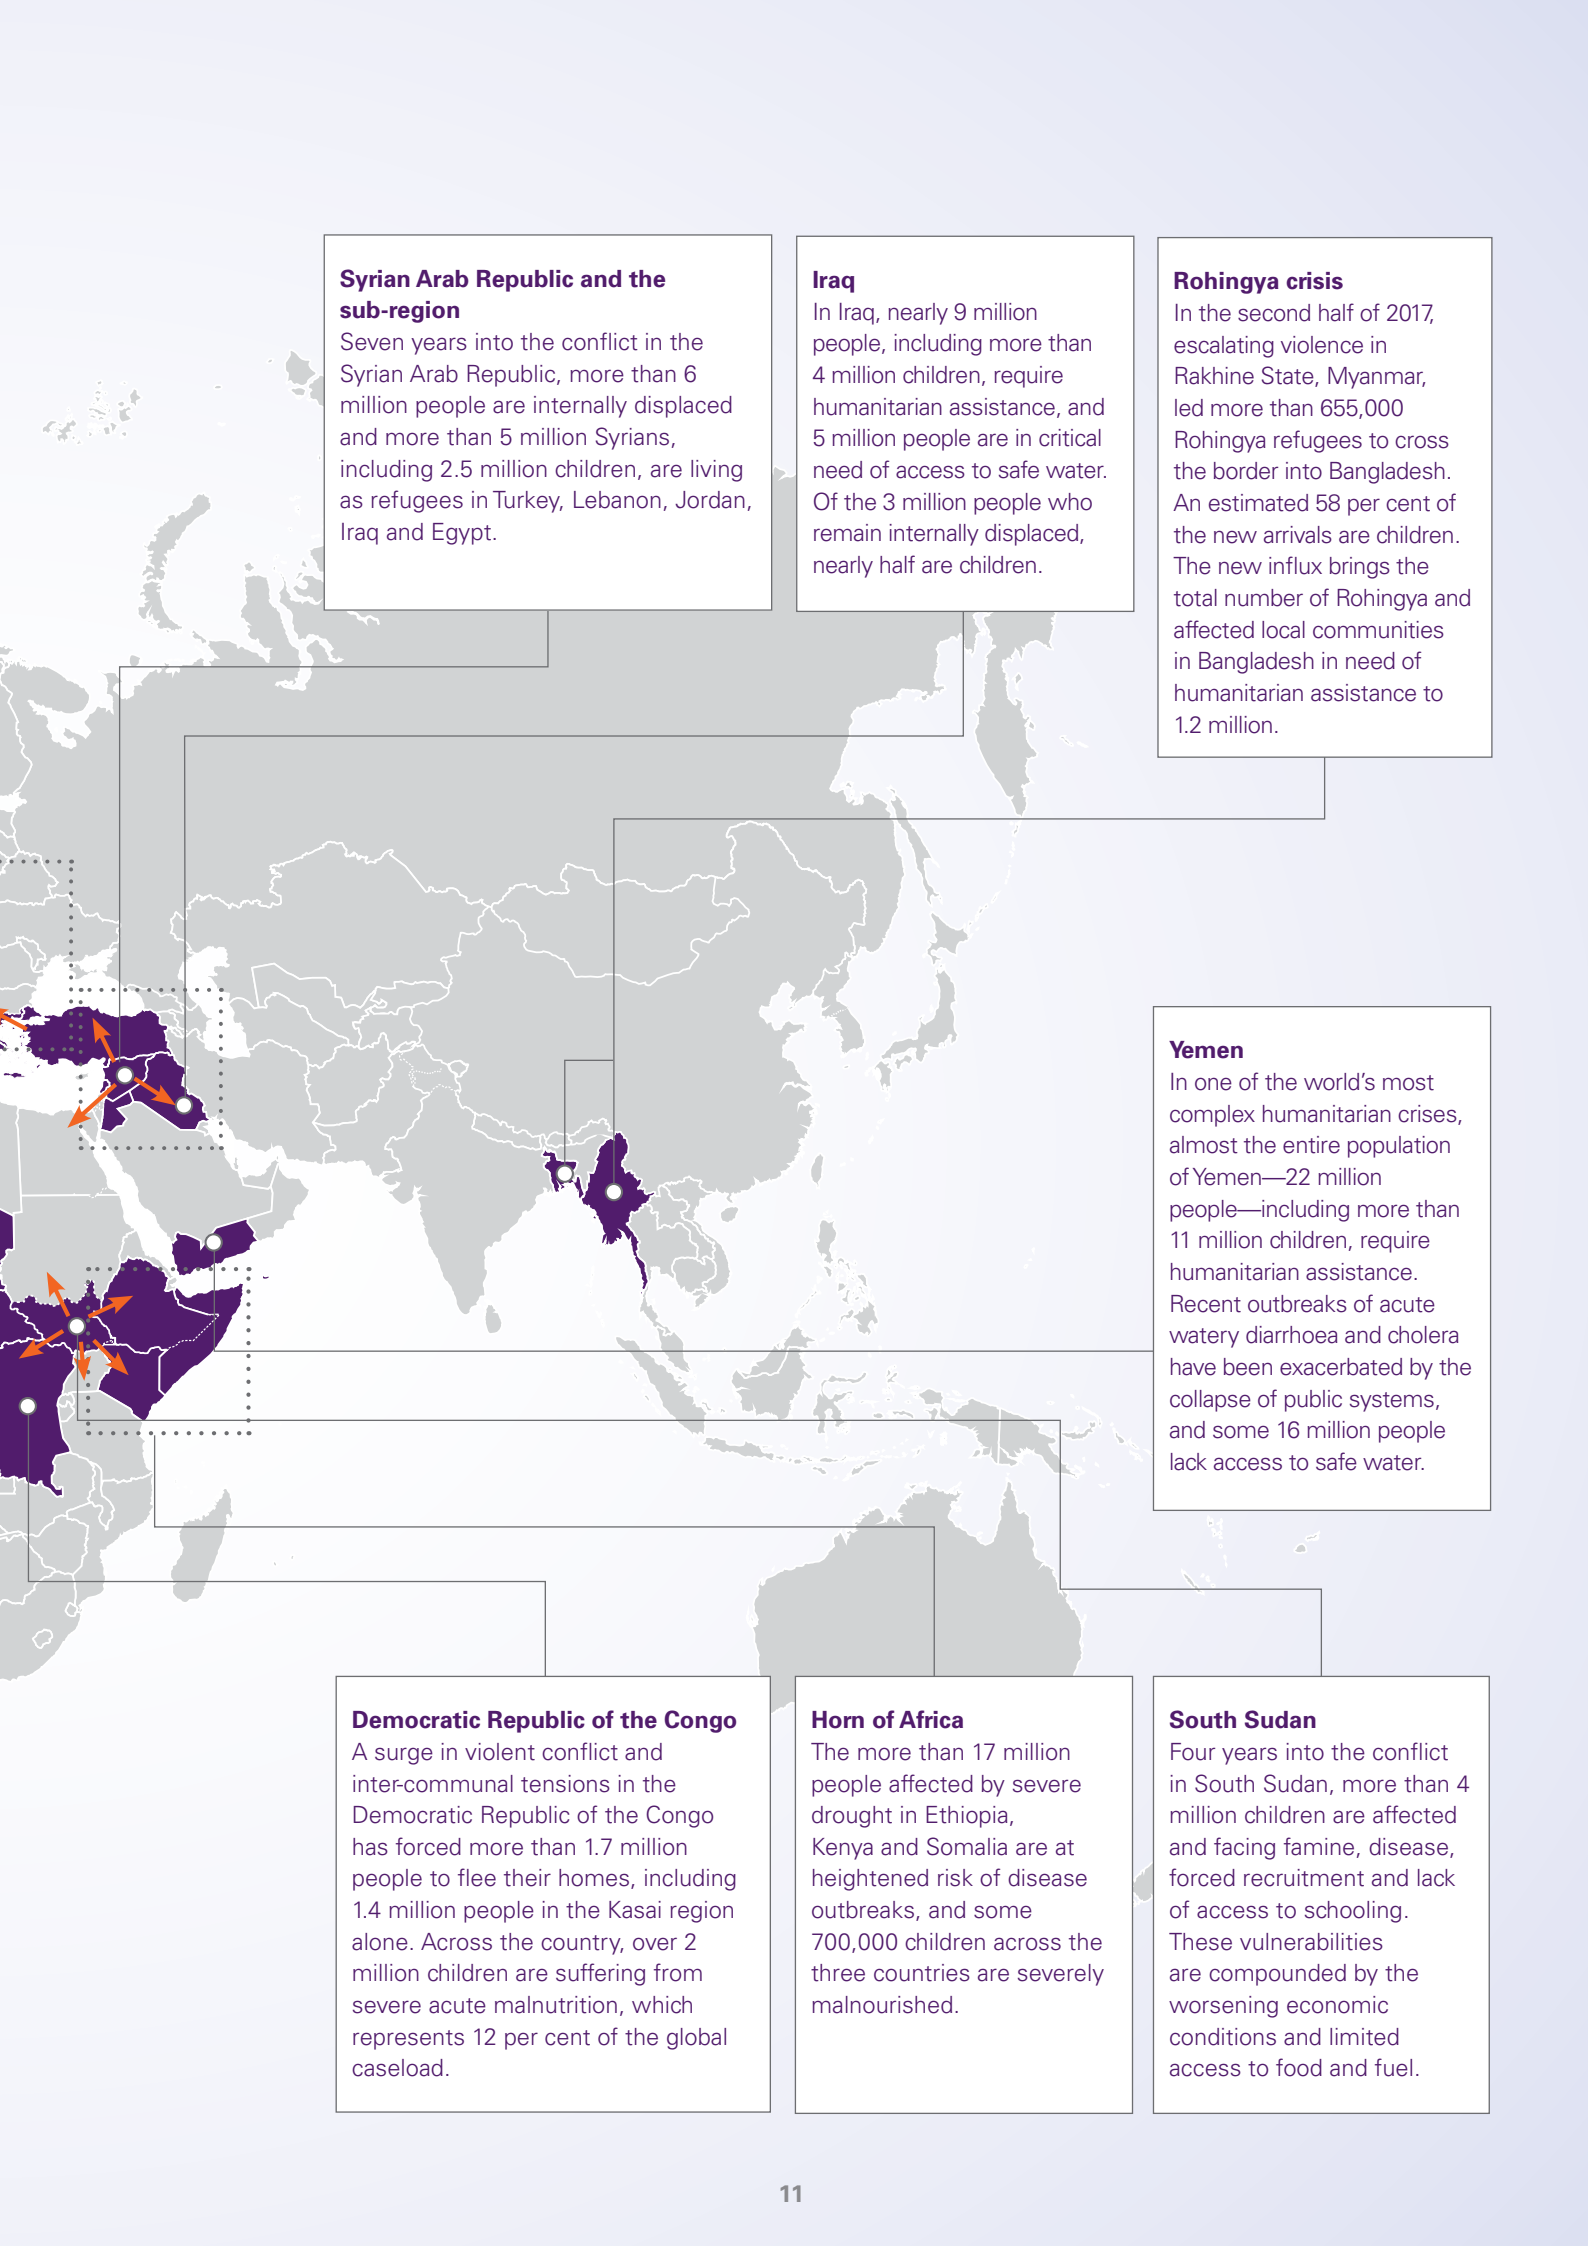 Syrian Arab Republic and the
sub-region
Seven years into the conflict in the
Syrian Arab Republic, more than 6
million people are internally displaced
and more than 5 million Syrians,
including 2.5 million children, are living
as refugees in Turkey, Lebanon, Jordan,
Iraq and Egypt.
Iraq
In Iraq, nearly 9 million
people, including more than
4 million children, require
humanitarian assistance, and
5 million people are in critical
need of access to safe water.
Of the 3 million people who
remain internally displaced,
nearly half are children.
Rohingya crisis
In the second half of 2017,
escalating violence in
Rakhine State, Myanmar,
led more than 655,000
Rohingya refugees to cross
the border into Bangladesh.
An estimated 58 per cent of
the new arrivals are children.
The new influx brings the
total number of Rohingya and
affected local communities
in Bangladesh in need of
humanitarian assistance to
1.2 million.
Yemen
In one of the world’s most
complex humanitarian crises,
almost the entire population
of Yemen—22 million
people—including more than
11 million children, require
humanitarian assistance.
Recent outbreaks of acute
watery diarrhoea and cholera
have been exacerbated by the
collapse of public systems,
and some 16 million people
lack access to safe water.
Democratic Republic of the Congo
A surge in violent conflict and
inter-communal tensions in the
Democratic Republic of the Congo
has forced more than 1.7 million
people to flee their homes, including
1.4 million people in the Kasai region
alone. Across the country, over 2
million children are suffering from
severe acute malnutrition, which
represents 12 per cent of the global
caseload.
Horn of Africa
The more than 17 million
people affected by severe
drought in Ethiopia,
Kenya and Somalia are at
heightened risk of disease
outbreaks, and some
700,000 children across the
three countries are severely
malnourished.
South Sudan
Four years into the conflict
in South Sudan, more than 4
million children are affected
and facing famine, disease,
forced recruitment and lack
of access to schooling.
These vulnerabilities
are compounded by the
worsening economic
conditions and limited
access to food and fuel.
11